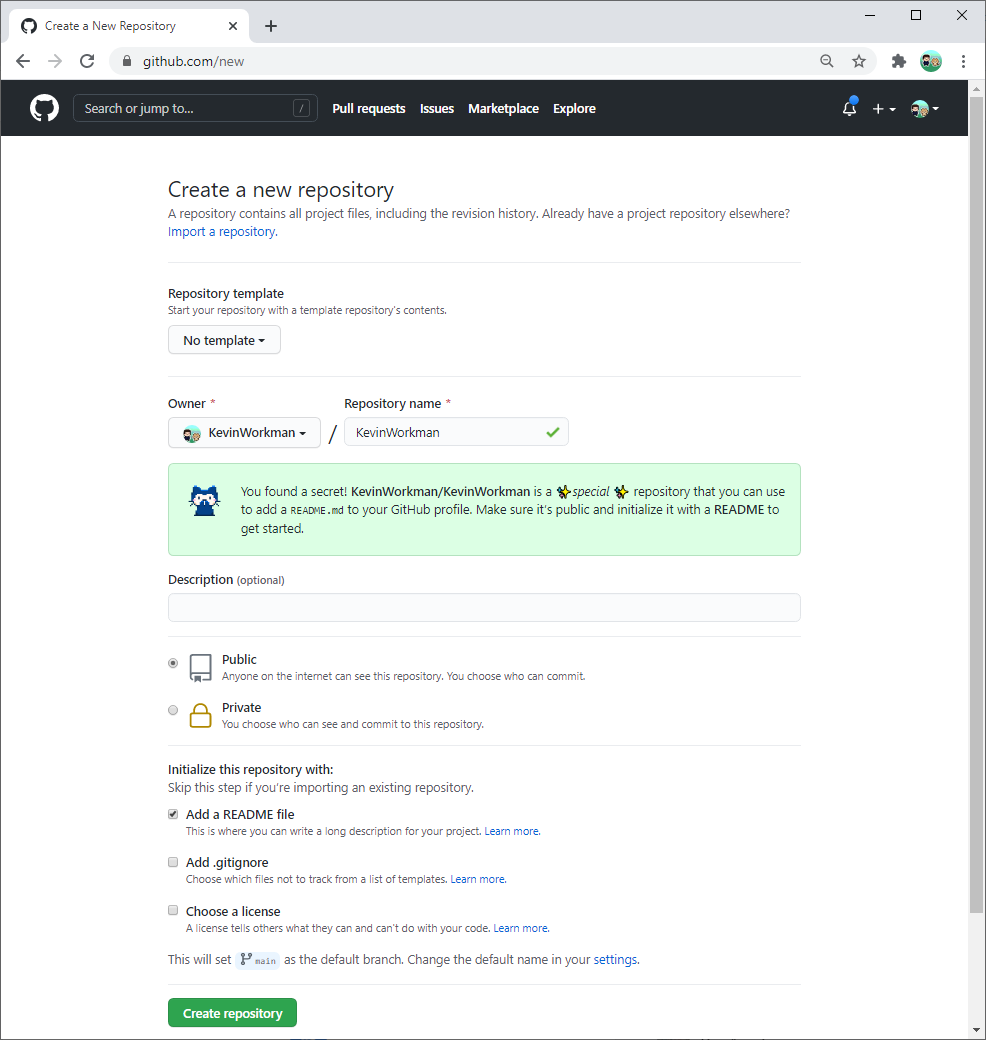 Create a New Repository
github.com/new
Search or jump to... /
Pull requests Issues Marketplace Explore
Create a new repository
A repository contains all project files, including the revision history. Already have a project repository elsewhere?
Import a repository.
Repository template
Start your repository with a template repository's contents.
No template
Owner * Repository name *
KevinWorkman / KevinWorkman
You found a secret! KevinWorkman/KevinWorkman is a ✨special ✨ repository that you can use
to add a README.md to your GitHub profile. Make sure it's public and initialize it with a README to
get started.
Description (optional)
Public
Anyone on the internet can see this repository. You choose who can commit.
Private
You choose who can see and commit to this repository.
Initialize this repository with:
Skip this step if you're importing an existing repository.
Add a README file
This is where you can write a long description for your project. Learn more.
Add .gitignore
Choose which files not to track from a list of templates. Learn more.
Choose a license
A license tells others what they can and can't do with your code. Learn more.
This will set main as the default branch. Change the default name in your settings.
Create repository